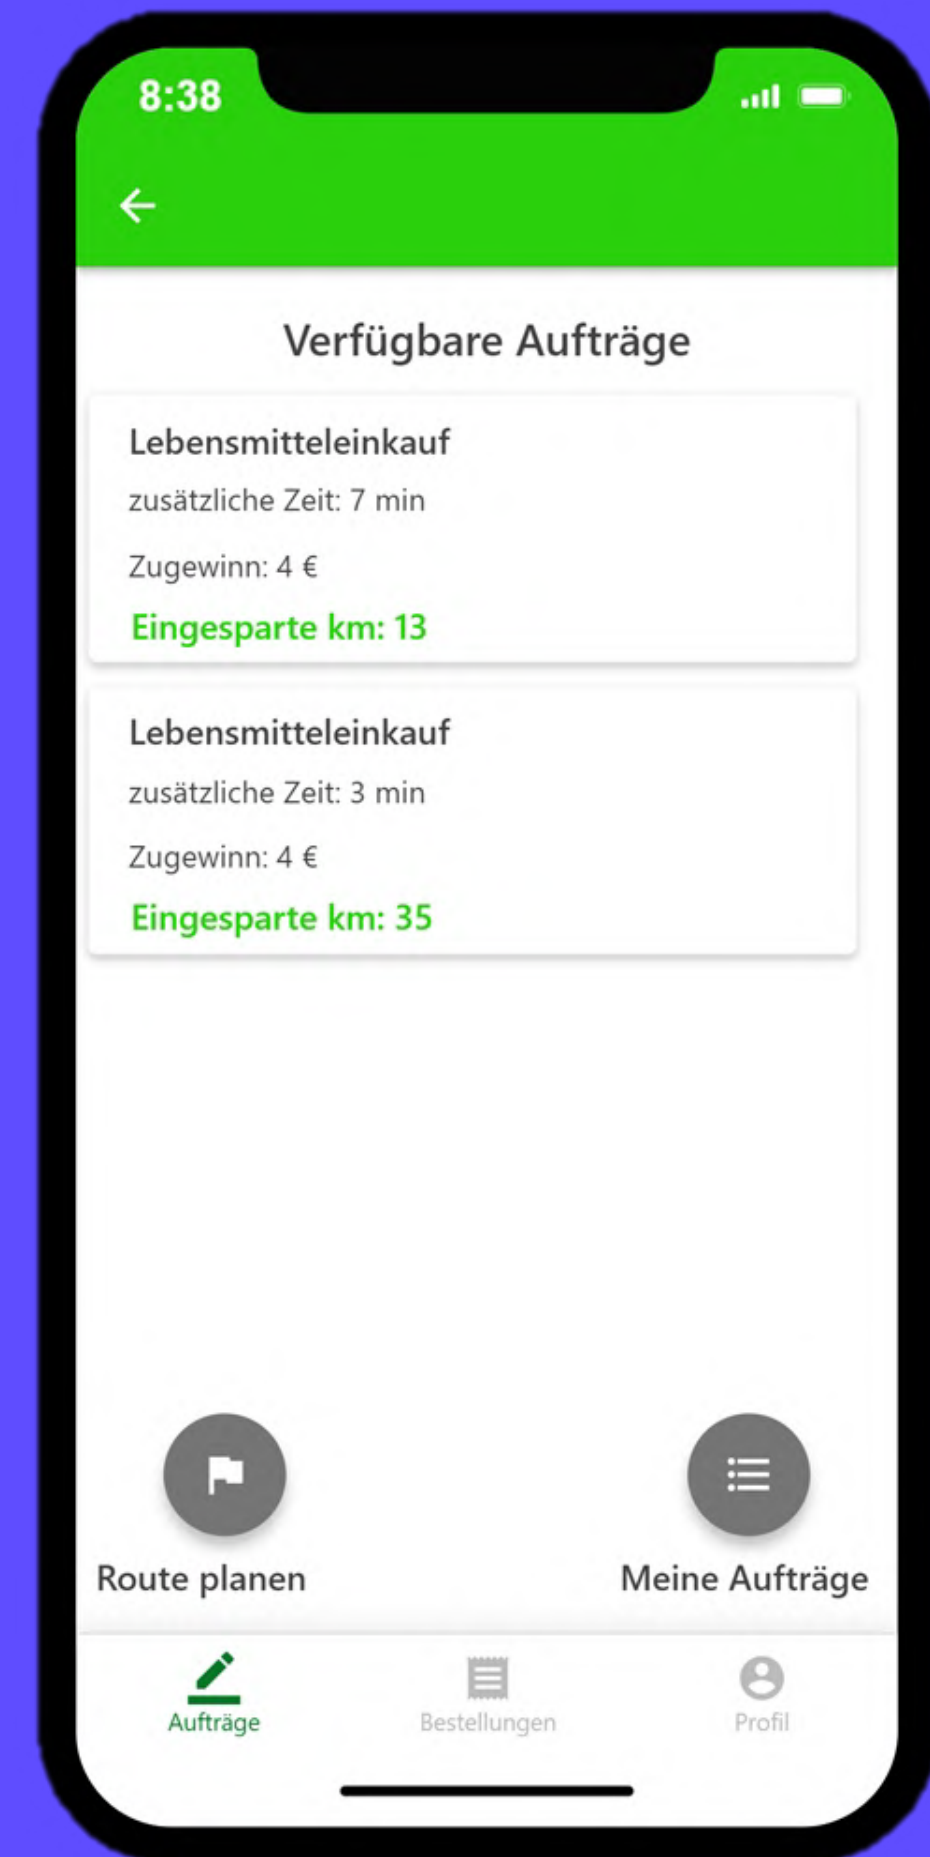 8:38
Verfügbare Aufträge
Lebensmitteleinkauf
zusätzliche Zeit: 7 min
Zugewinn: 4 €
Eingesparte km: 13
Lebensmitteleinkauf
zusätzliche Zeit: 3 min
Zugewinn: 4 €
Eingesparte km: 35
Route planen
Meine Aufträge
Aufträge
Bestellungen
Profil